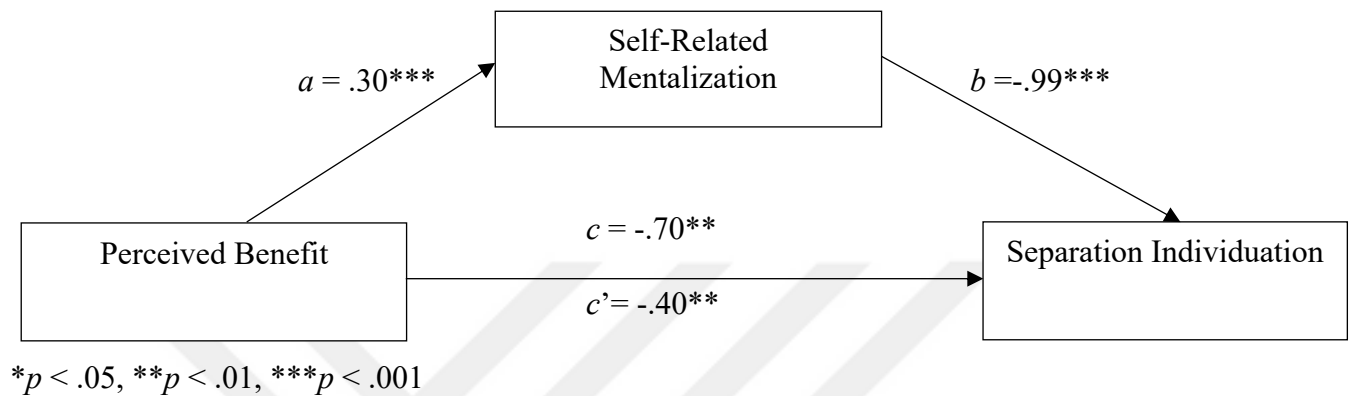 Self-Related
Mentalization
a = .30***
b =-.99***
Perceived Benefit
c = -.70**
c’= -.40**
Separation Individuation
*p < .05, **p < .01, ***p < .001